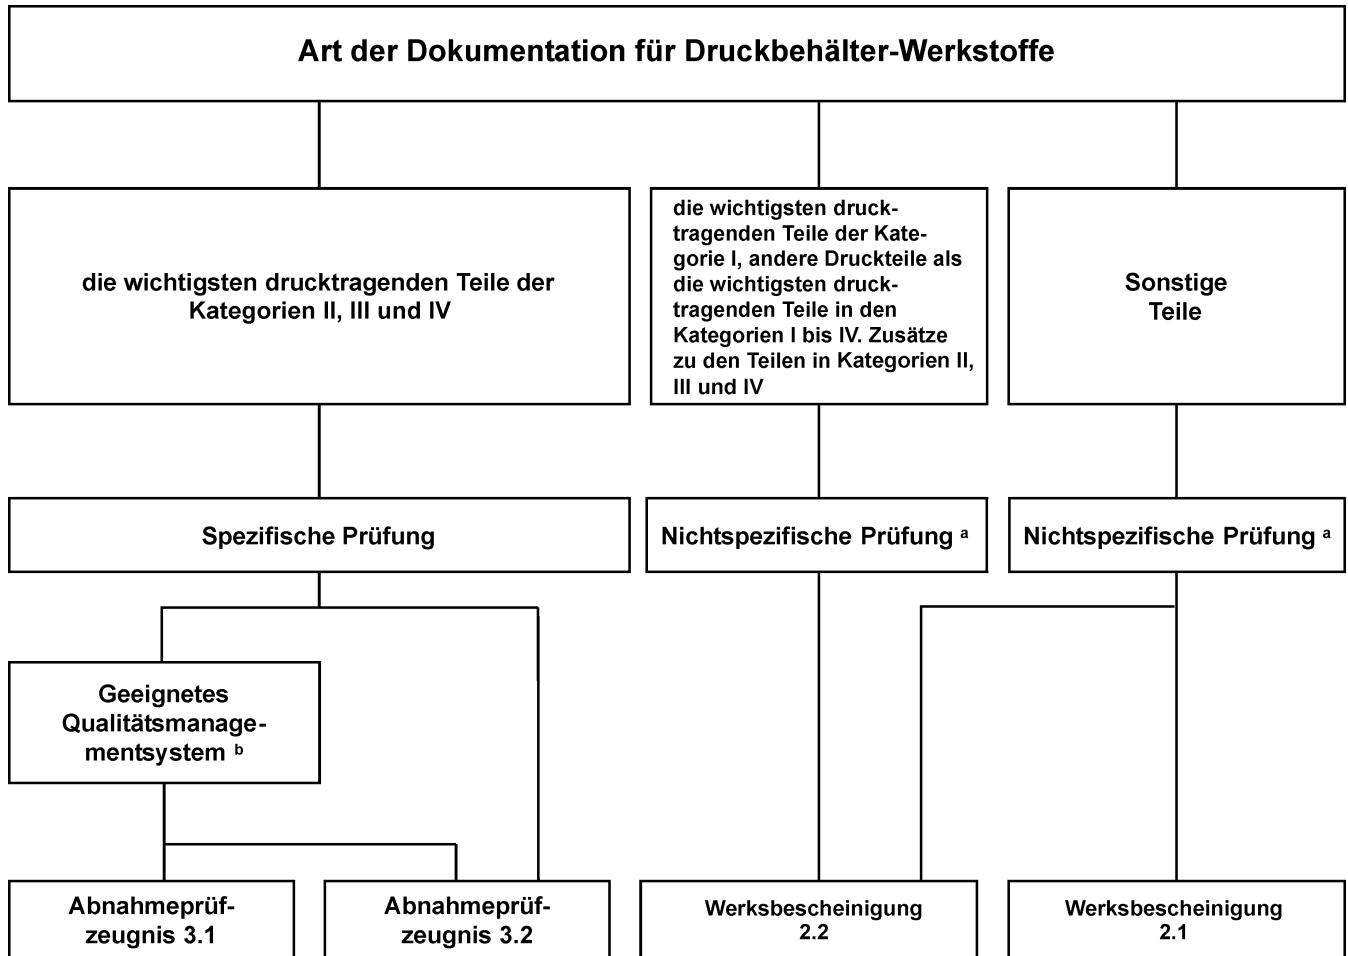 Art der Dokumentation für Druckbehälter-Werkstoffe
die wichtigsten drucktragenden Teile der
Kategorien II, III und IV
die wichtigsten druck-
tragenden Teile der Kate-
gorie I, andere Druckteile als
die wichtigsten druck-
tragenden Teile in den
Kategorien I bis IV. Zusätze
zu den Teilen in Kategorien II,
III und IV
Sonstige
Teile
Spezifische Prüfung
Nichtspezifische Prüfung a
Nichtspezifische Prüfung a
Geeignetes
Qualitätsmanage-
mentsystem b
Abnahmeprüf-
zeugnis 3.1
Abnahmeprüf-
zeugnis 3.2
Werksbescheinigung
2.2
Werksbescheinigung
2.1